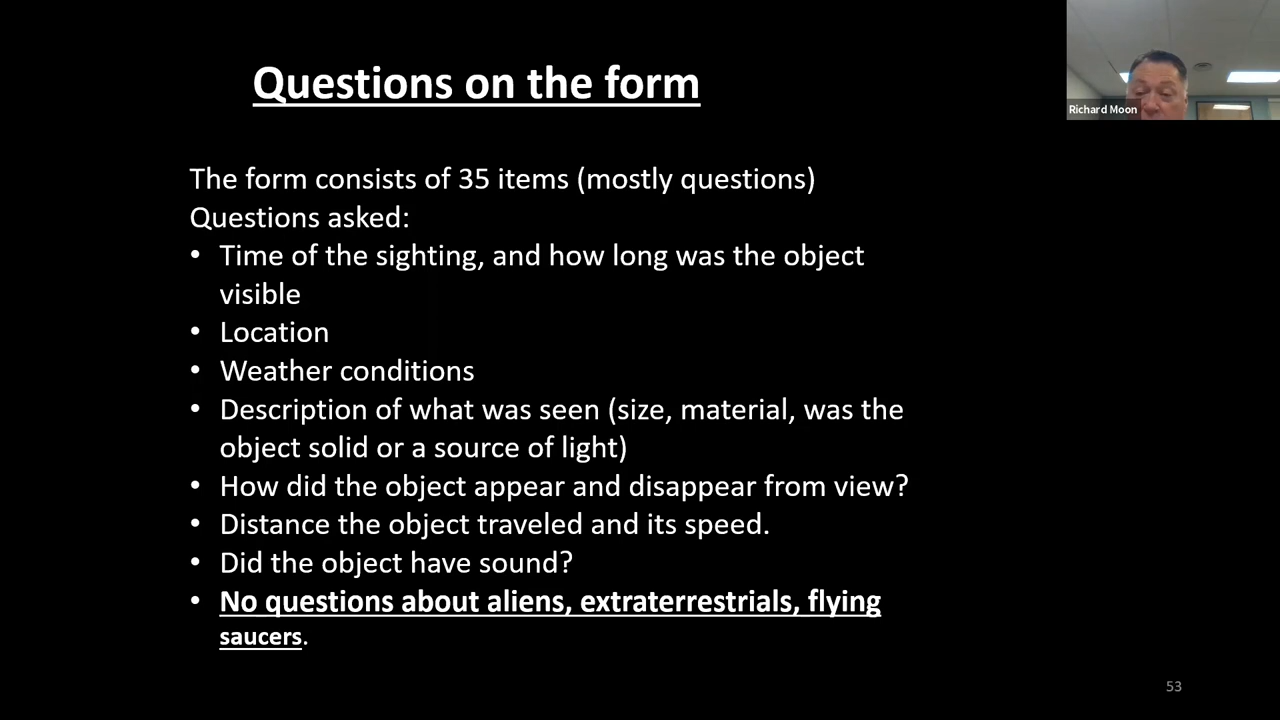 Questions on the form
Richard Moon
The form consists of 35 items (mostly questions)
Questions asked:
• Time of the sighting, and how long was the object
visible
• Location
• Weather conditions
• Description of what was seen (size, material, was the
object solid or a source of light)
• How did the object appear and disappear from view?
• Distance the object traveled and its speed.
• Did the object have sound?
• No questions about aliens, extraterrestrials, flying
saucers.
53